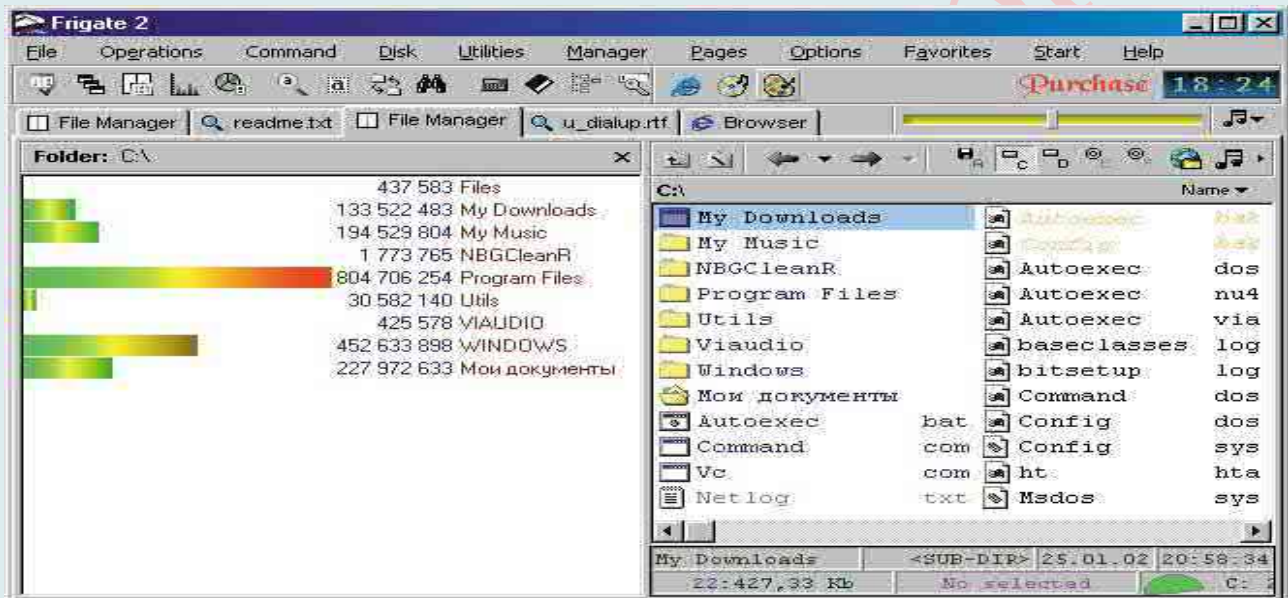 Frigate 2
File Operations Command Disk Utilities Manager Pages Options Favorites Start Help
Purchase 18:24
File Manager readme.txt File Manager u_dialup.rtf Browser
Folder: C:\
437 583 Files
133 522 483 My Downloads
194 529 804 My Music
1 773 765 NBGCleanR
804 706 254 Program Files
30 582 140 Utils
425 578 VIAUDIO
452 633 898 WINDOWS
227 972 633 Мои документы
C:\ Name
My Downloads
My Music
NBGCleanR
Program Files
Utils
Viaudio
Windows
Мои документы
Autoexec bat
Command com
Vc com
Netlog txt
Autoexec bak
Config bak
Autoexec dos
Autoexec nu4
Autoexec via
baseclasses log
bitsetup log
Command dos
Config dos
Config sys
ht hta
Msdos sys
My Downloads <SUB-DIR> 25.01.02 20:58:34
22:427,33 Kb No selected C: